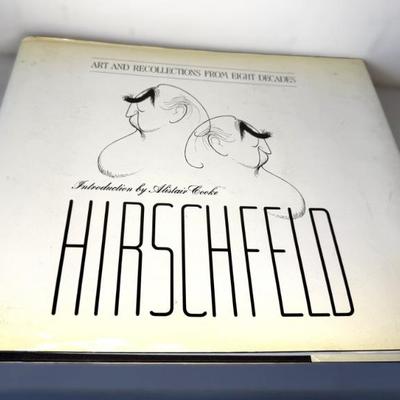 ART AND RECOLLECTIONS FROM EIGHT DECADES
Introduction by Alistair Cooke
HIRSCHFELD